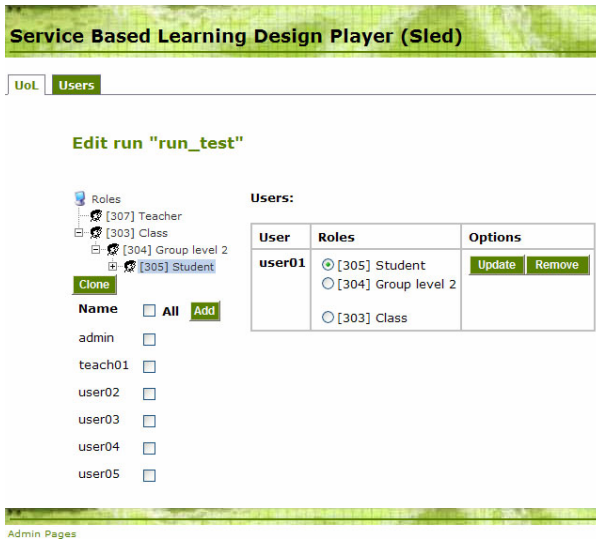 Service Based Learning Design Player (Sled)
UoL Users
Edit run "run_test"
Roles
[307] Teacher
[303] Class
[304] Group level 2
[305] Student
Clone
Name All Add
admin
teach01
user02
user03
user04
user05
Users:
User Roles Options
user01 [305] Student Update Remove
[304] Group level 2
[303] Class
Admin Pages